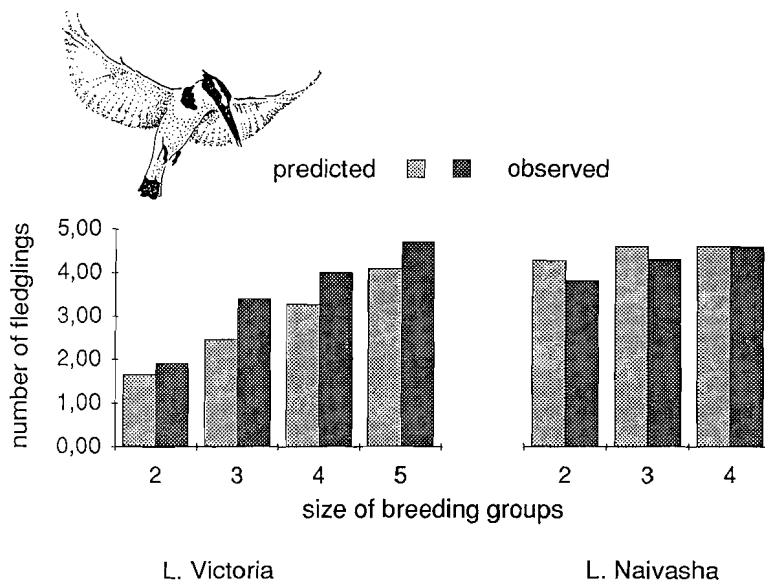 predicted observed
number of fledglings
5,00
4,00
3,00
2,00
1,00
0,00
2 3 4 5 2 3 4
size of breeding groups
L. Victoria L. Naivasha